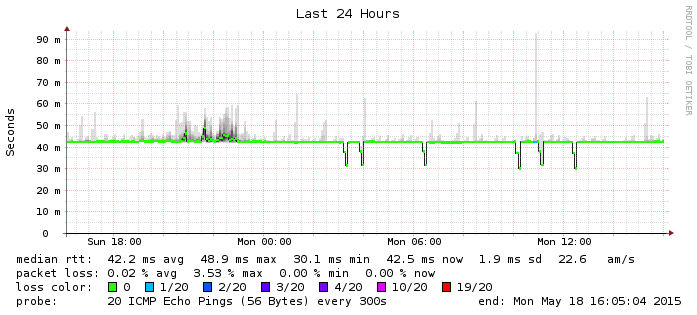 Last 24 Hours
RRDTOOL / TOBI OETIKER
Seconds
90 m
80 m
70 m
60 m
50 m
40 m
30 m
20 m
10 m
0
Sun 18:00 Mon 00:00 Mon 06:00 Mon 12:00
median rtt: 42.2 ms avg 48.9 ms max 30.1 ms min 42.5 ms now 1.9 ms sd 22.6 am/s
packet loss: 0.02 % avg 3.53 % max 0.00 % min 0.00 % now
loss color: 0 1/20 2/20 3/20 4/20 10/20 19/20
probe: 20 ICMP Echo Pings (56 Bytes) every 300s end: Mon May 18 16:05:04 2015